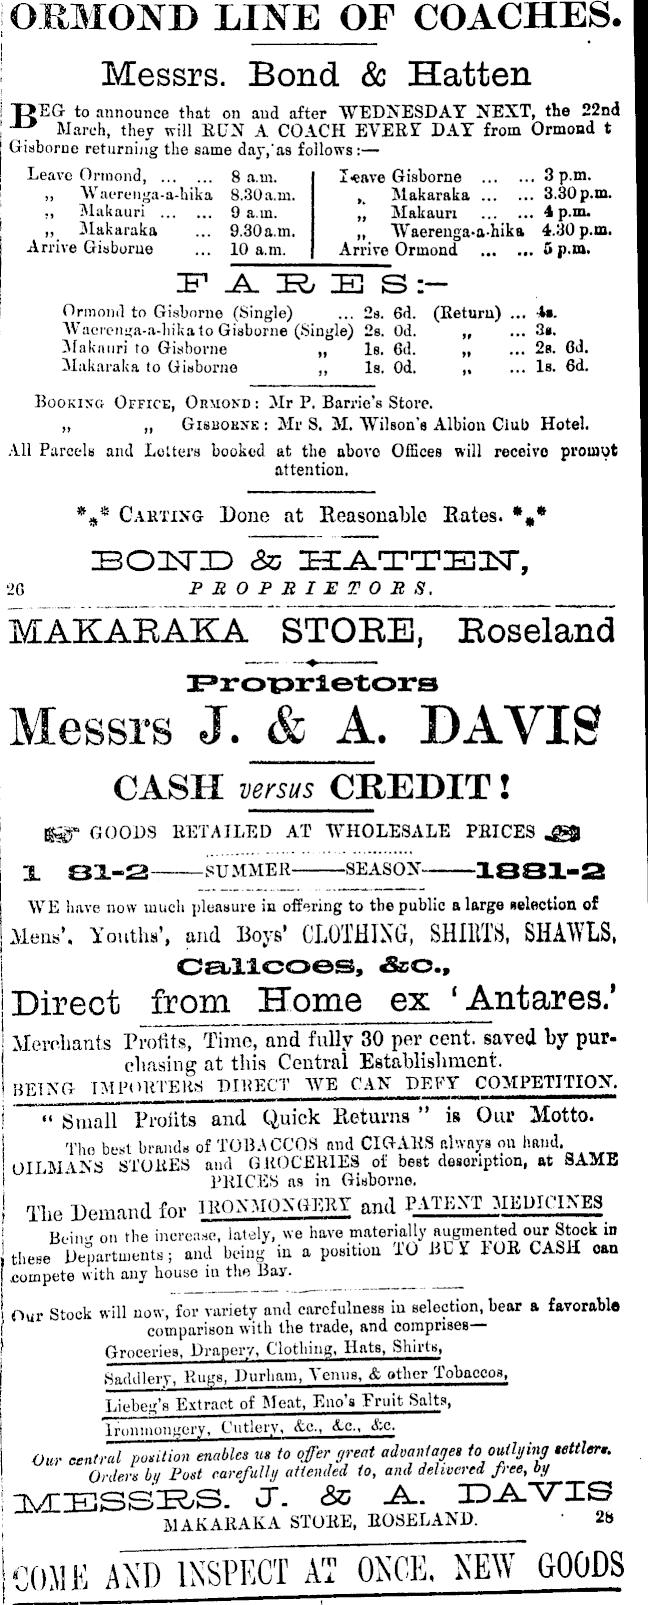 ORMOND LINE OF COACHES.
Messrs. Bond & Hatten
BEG to announce that on and after WEDNESDAY NEXT, the 22nd
March, they will RUN A COACH EVERY DAY from Ormond t
Gisborne returning the same day, as follows:—
Leave Ormond, ... ... 8 a.m.
„ Waerenga-a-hika 8.30a.m.
„ Makauri ... ... 9 a.m.
„ Makaraka ... 9.30a.m.
Arrive Gisborne ... 10 a.m.
Leave Gisborne ... ... 3 p.m.
„ Makaraka ... ... 3.30 p.m.
„ Makauri ... ... 4 p.m.
„ Waerenga-a-hika 4.30 p.m.
Arrive Ormond ... ... 5 p.m.
FARES:—
Ormond to Gisborne (Single) ... 2s. 6d. (Return) ... 4s.
Waerenga-a-hika to Gisborne (Single) 2s. 0d. „ ... 3s.
Makauri to Gisborne „ 1s. 6d. „ ... 2s. 6d.
Makaraka to Gisborne „ 1s. 0d. „ ... 1s. 6d.
BOOKING OFFICE, ORMOND: Mr P. Barrie's Store.
„ „ GISBORNE: Mr S. M. Wilson's Albion Club Hotel.
All Parcels and Letters booked at the above Offices will receive prompt
attention.
*** CARTING Done at Reasonable Rates. ***
BOND & HATTEN,
26 PROPRIETORS.
MAKARAKA STORE, Roseland
Proprietors
Messrs J. & A. DAVIS
CASH versus CREDIT!
GOODS RETAILED AT WHOLESALE PRICES
1 81-2——SUMMER——SEASON——1881-2
WE have now much pleasure in offering to the public a large selection of
Mens', Youths', and Boys' CLOTHING, SHIRTS, SHAWLS,
Calicoes, &c.,
Direct from Home ex 'Antares.'
Merchants Profits, Time, and fully 30 per cent. saved by pur-
chasing at this Central Establishment.
BEING IMPORTERS DIRECT WE CAN DEFY COMPETITION.
"Small Profits and Quick Returns" is Our Motto.
The best brands of TOBACCOS and CIGARS always on hand.
OILMANS STORES and GROCERIES of best description, at SAME
PRICES as in Gisborne.
The Demand for IRONMONGERY and PATENT MEDICINES
Being on the increase, lately, we have materially augmented our Stock in
these Departments; and being in a position TO BUY FOR CASH can
compete with any house in the Bay.
Our Stock will now, for variety and carefulness in selection, bear a favorable
comparison with the trade, and comprises—
Groceries, Drapery, Clothing, Hats, Shirts,
Saddlery, Rugs, Durham, Venus, & other Tobaccos,
Liebeg's Extract of Meat, Eno's Fruit Salts,
Ironmongery, Cutlery, &c., &c., &c.
Our central position enables us to offer great advantages to outlying settlers.
Orders by Post carefully attended to, and delivered free, by
MESSRS. J. & A. DAVIS
MAKARAKA STORE, ROSELAND. 28
COME AND INSPECT AT ONCE, NEW GOODS